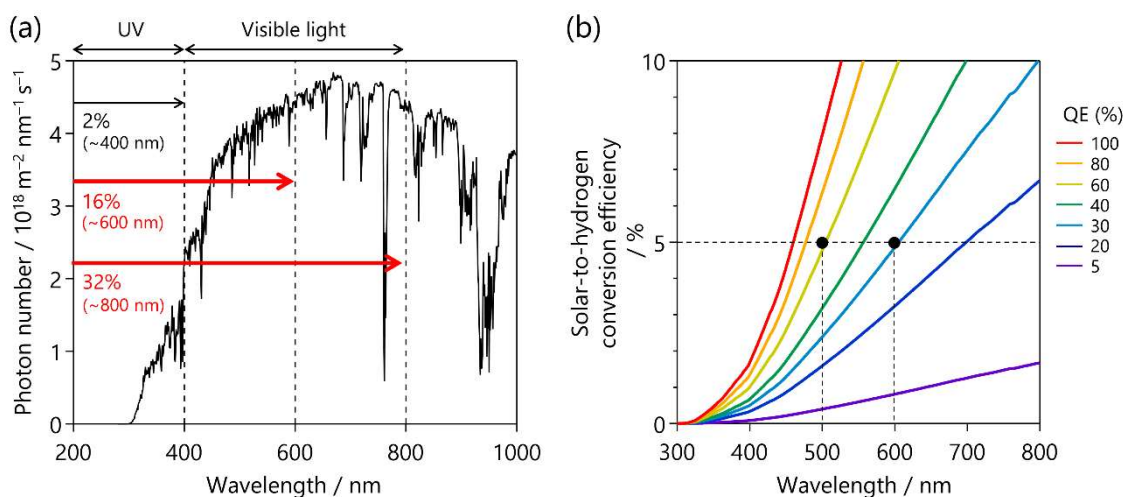 (a)
UV
Visible light
Photon number / 10¹⁸ m⁻² nm⁻¹ s⁻¹
5
4
3
2
1
0
2%
(~400 nm)
16%
(~600 nm)
32%
(~800 nm)
200
400
600
800
1000
Wavelength / nm
(b)
Solar-to-hydrogen
conversion efficiency
/ %
10
5
0
300
400
500
600
700
800
Wavelength / nm
QE (%)
100
80
60
40
30
20
5